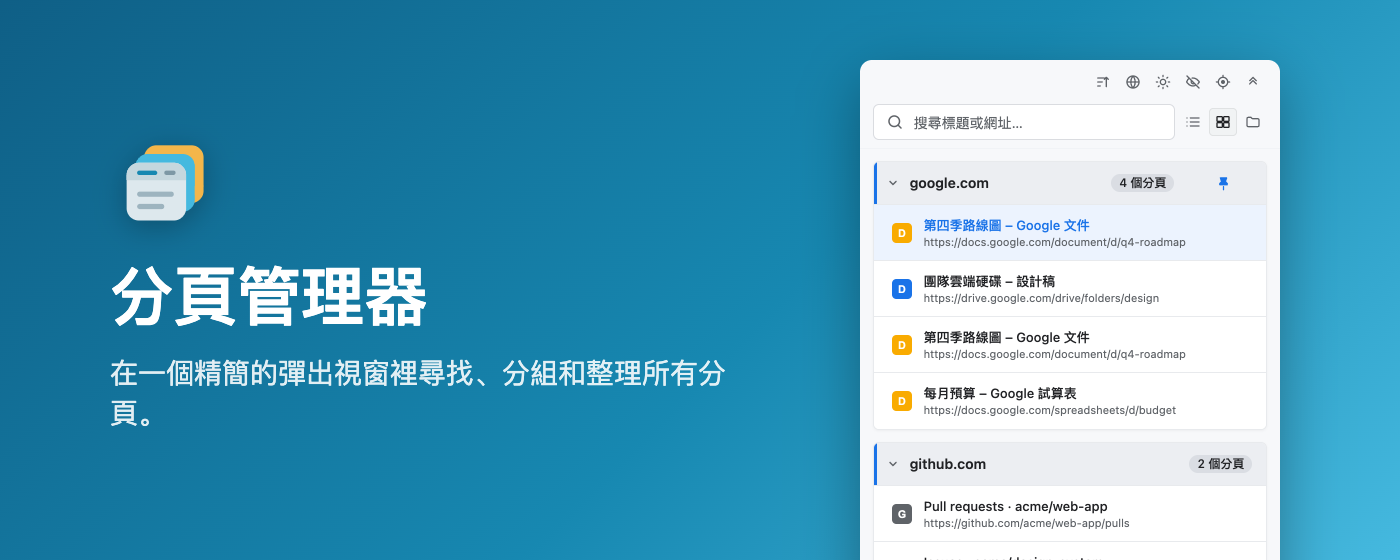 分頁管理器
在一個精簡的彈出視窗裡尋找、分組和整理所有分
頁。
搜尋標題或網址...
google.com
4 個分頁
D
第四季路線圖 – Google 文件
https://docs.google.com/document/d/q4-roadmap
D
團隊雲端硬碟 – 設計稿
https://drive.google.com/drive/folders/design
D
第四季路線圖 – Google 文件
https://docs.google.com/document/d/q4-roadmap
D
每月預算 – Google 試算表
https://docs.google.com/spreadsheets/d/budget
github.com
2 個分頁
G
Pull requests · acme/web-app
https://github.com/acme/web-app/pulls